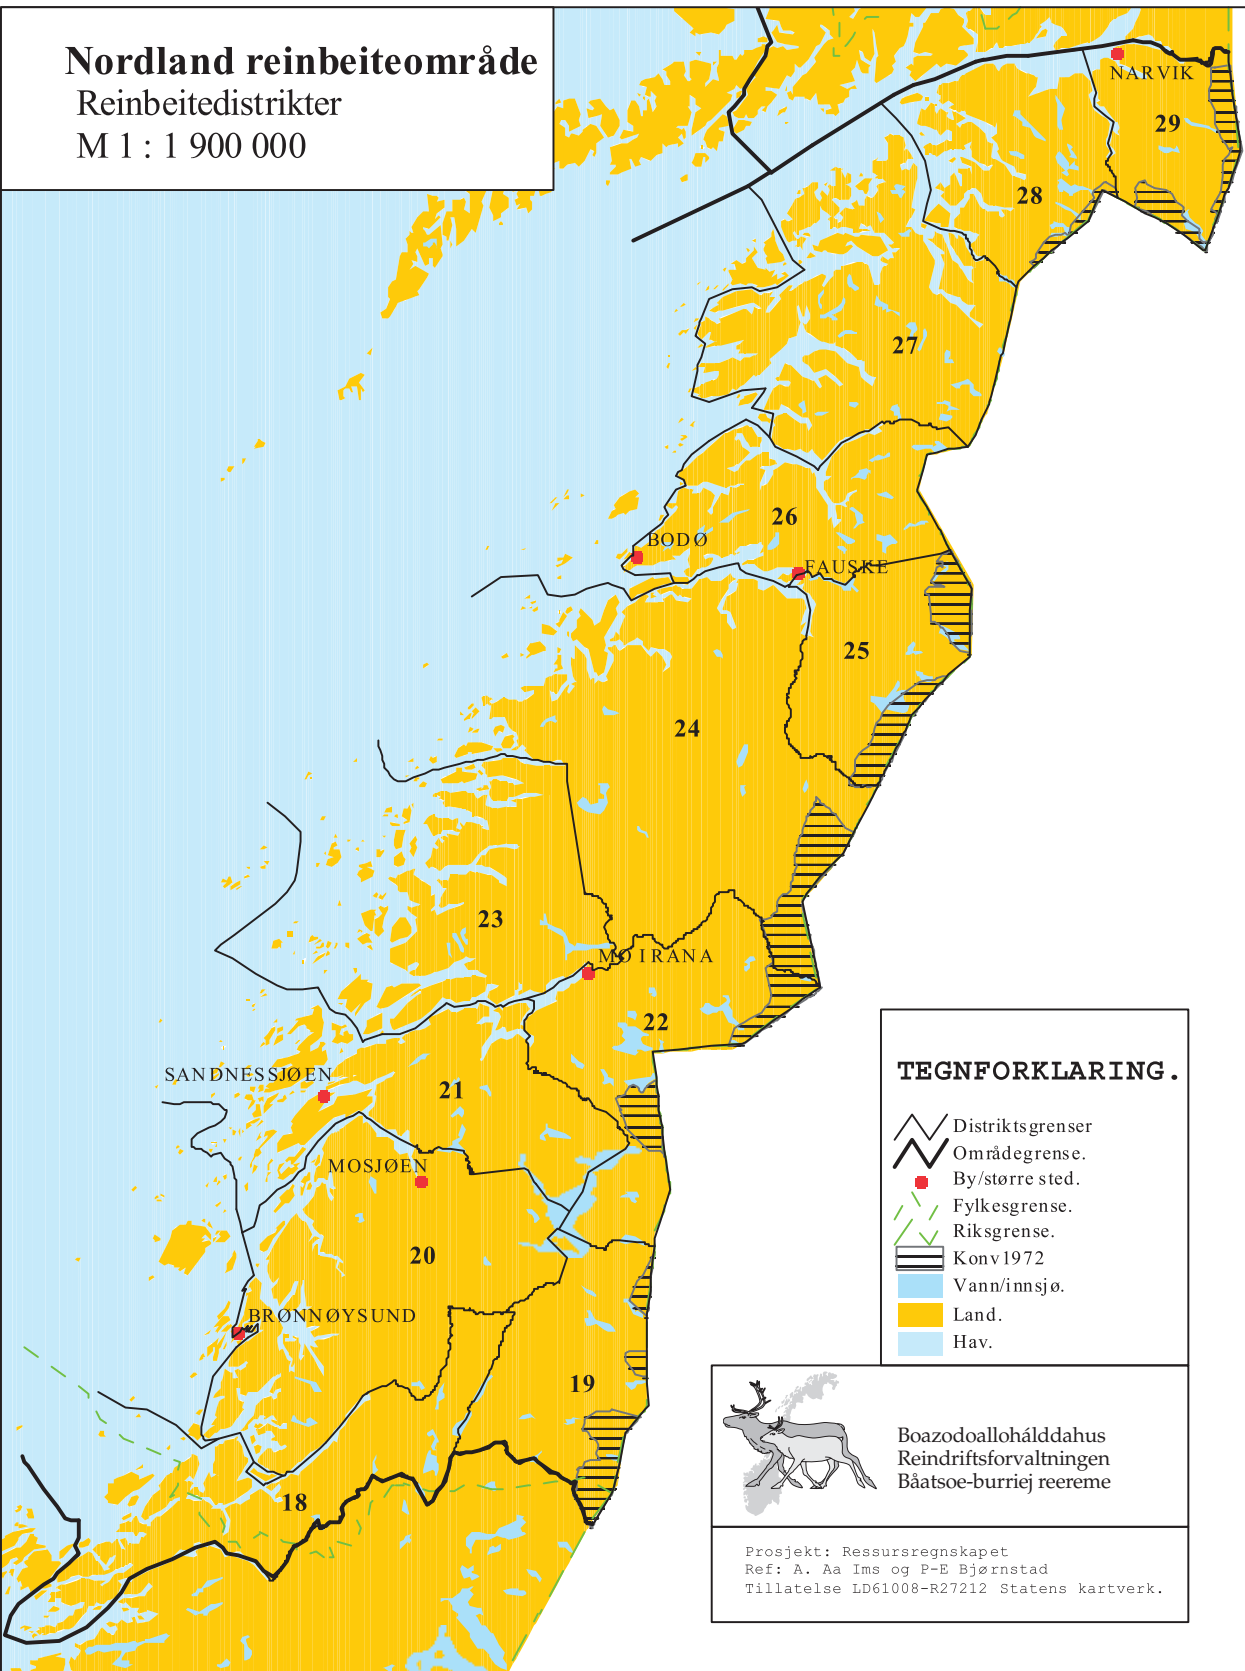 Nordland reinbeiteområde
Reinbeitedistrikter
M 1 : 1 900 000
NARVIK
29
28
27
26
BODØ
FAUSKE
25
24
23
MO I RANA
22
SANDNESSJØEN
21
MOSJØEN
20
BRØNNØYSUND
19
18
TEGNFORKLARING.
Distriktsgrenser
Områdegrense.
By/større sted.
Fylkesgrense.
Riksgrense.
Konv1972
Vann/innsjø.
Land.
Hav.
Boazodoallohálddahus
Reindriftsforvaltningen
Båatsoe-burriej reereme
Prosjekt: Ressursregnskapet
Ref: A. Aa Ims og P-E Bjørnstad
Tillatelse LD61008-R27212 Statens kartverk.